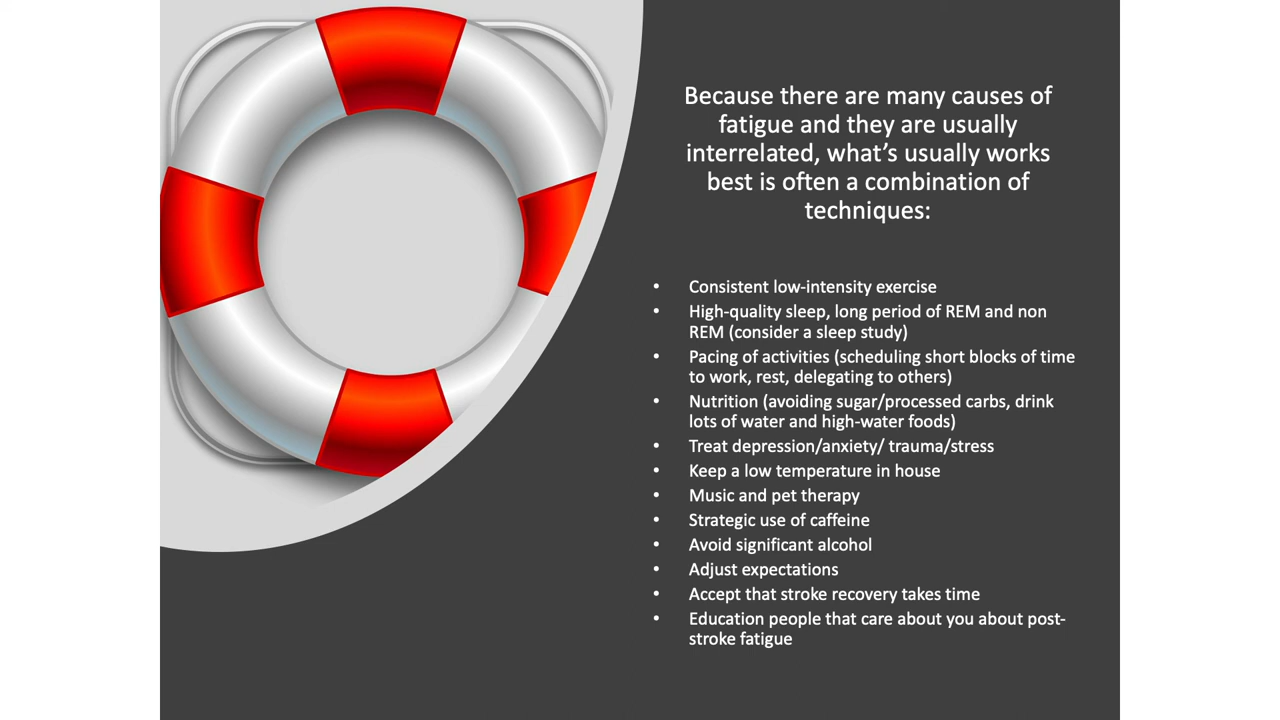 Because there are many causes of
fatigue and they are usually
interrelated, what’s usually works
best is often a combination of
techniques:
• Consistent low-intensity exercise
• High-quality sleep, long period of REM and non
REM (consider a sleep study)
• Pacing of activities (scheduling short blocks of time
to work, rest, delegating to others)
• Nutrition (avoiding sugar/processed carbs, drink
lots of water and high-water foods)
• Treat depression/anxiety/ trauma/stress
• Keep a low temperature in house
• Music and pet therapy
• Strategic use of caffeine
• Avoid significant alcohol
• Adjust expectations
• Accept that stroke recovery takes time
• Education people that care about you about post-
stroke fatigue